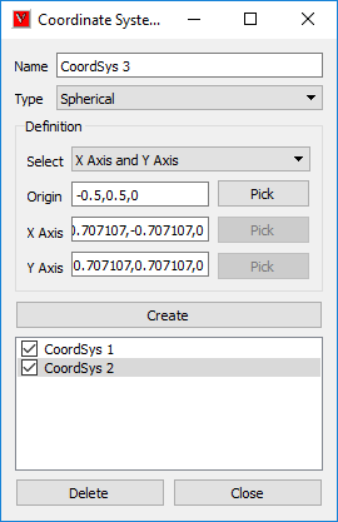 V Coordinate Syste...
Name CoordSys 3
Type Spherical
Definition
Select X Axis and Y Axis
Origin -0.5,0.5,0 Pick
X Axis 0.707107,-0.707107,0 Pick
Y Axis 0.707107,0.707107,0 Pick
Create
CoordSys 1
CoordSys 2
Delete Close